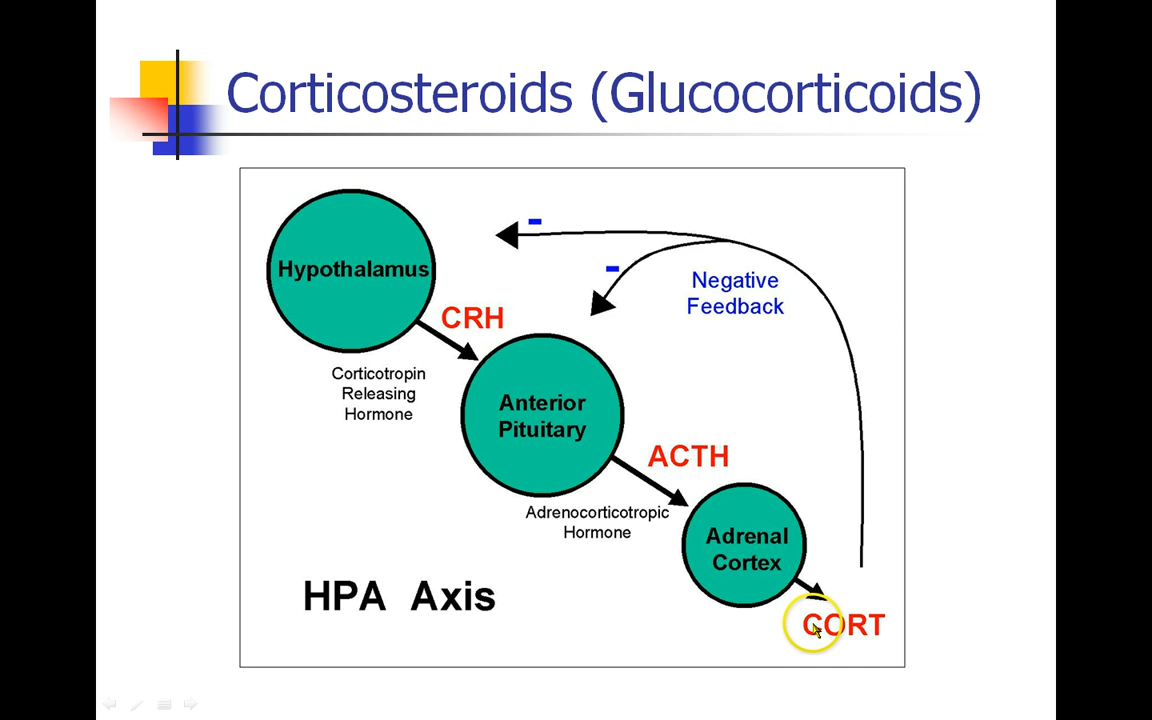 Corticosteroids (Glucocorticoids)
-
-
Hypothalamus
Negative
Feedback
CRH
Corticotropin
Releasing
Hormone
Anterior
Pituitary
ACTH
Adrenocorticotropic
Hormone
Adrenal
Cortex
HPA Axis
CORT